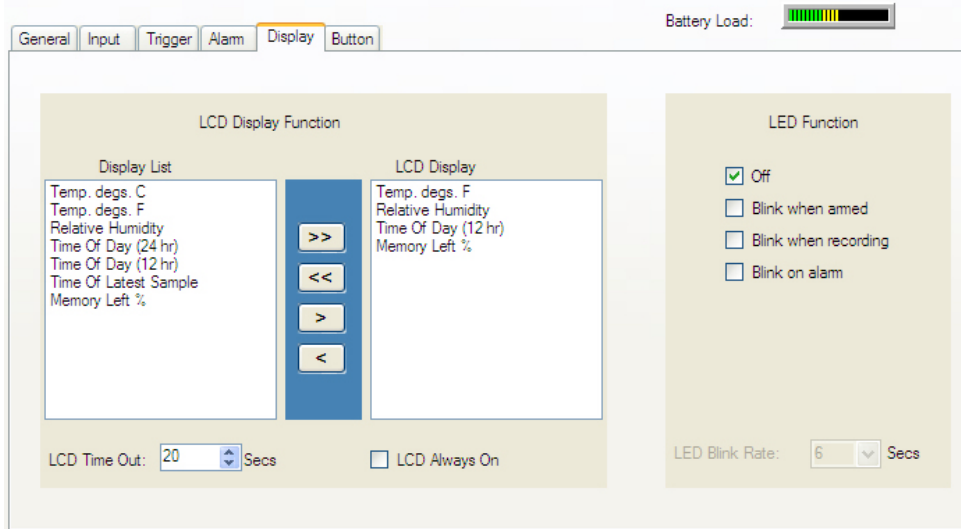 Battery Load:
General Input Trigger Alarm Display Button
LCD Display Function
Display List
Temp. degs. C
Temp. degs. F
Relative Humidity
Time Of Day (24 hr)
Time Of Day (12 hr)
Time Of Latest Sample
Memory Left %
>>
<<
>
<
LCD Display
Temp. degs. F
Relative Humidity
Time Of Day (12 hr)
Memory Left %
LCD Time Out: 20 Secs
LCD Always On
LED Function
Off
Blink when armed
Blink when recording
Blink on alarm
LED Blink Rate: 6 Secs